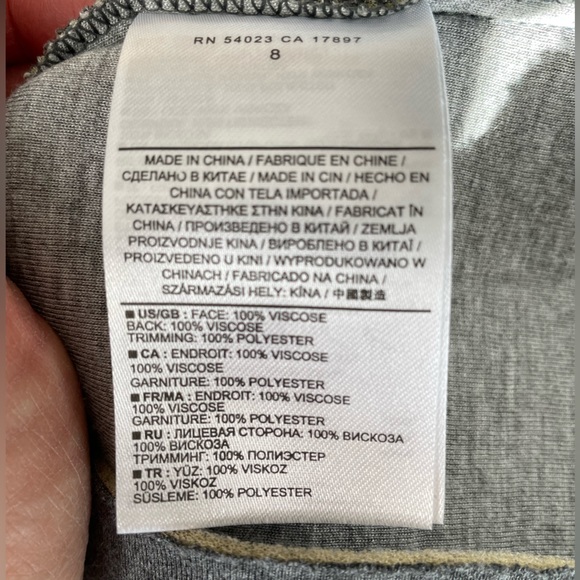 RN 54023 CA 17897
8
MADE IN CHINA / FABRIQUE EN CHINE /
СДЕЛАНО В КИТАЕ / MADE IN CIN / HECHO EN
CHINA CON TELA IMPORTADA /
ΚΑΤΑΣΚΕΥΑΣΤΗΚΕ ΣΤΗΝ ΚΙΝΑ / FABRICAT ÎN
CHINA / ПРОИЗВЕДЕНО В КИТАЙ / ZEMLJA
PROIZVODNJE KINA / ВИРОБЛЕНО В КИТАЇ /
PROIZVEDENO U KINI / WYPRODUKOWANO W
CHINACH / FABRICADO NA CHINA /
SZÁRMAZÁSI HELY: KÍNA / 中國製造
■ US/GB : FACE: 100% VISCOSE
BACK: 100% VISCOSE
TRIMMING: 100% POLYESTER
■ CA : ENDROIT: 100% VISCOSE
100% VISCOSE
GARNITURE: 100% POLYESTER
■ FR/MA : ENDROIT: 100% VISCOSE
100% VISCOSE
GARNITURE: 100% POLYESTER
■ RU : ЛИЦЕВАЯ СТОРОНА: 100% ВИСКОЗА
100% ВИСКОЗА
ТРИММИНГ: 100% ПОЛИЭСТЕР
■ TR : YÜZ: 100% VISKOZ
100% VISKOZ
SÜSLEME: 100% POLYESTER